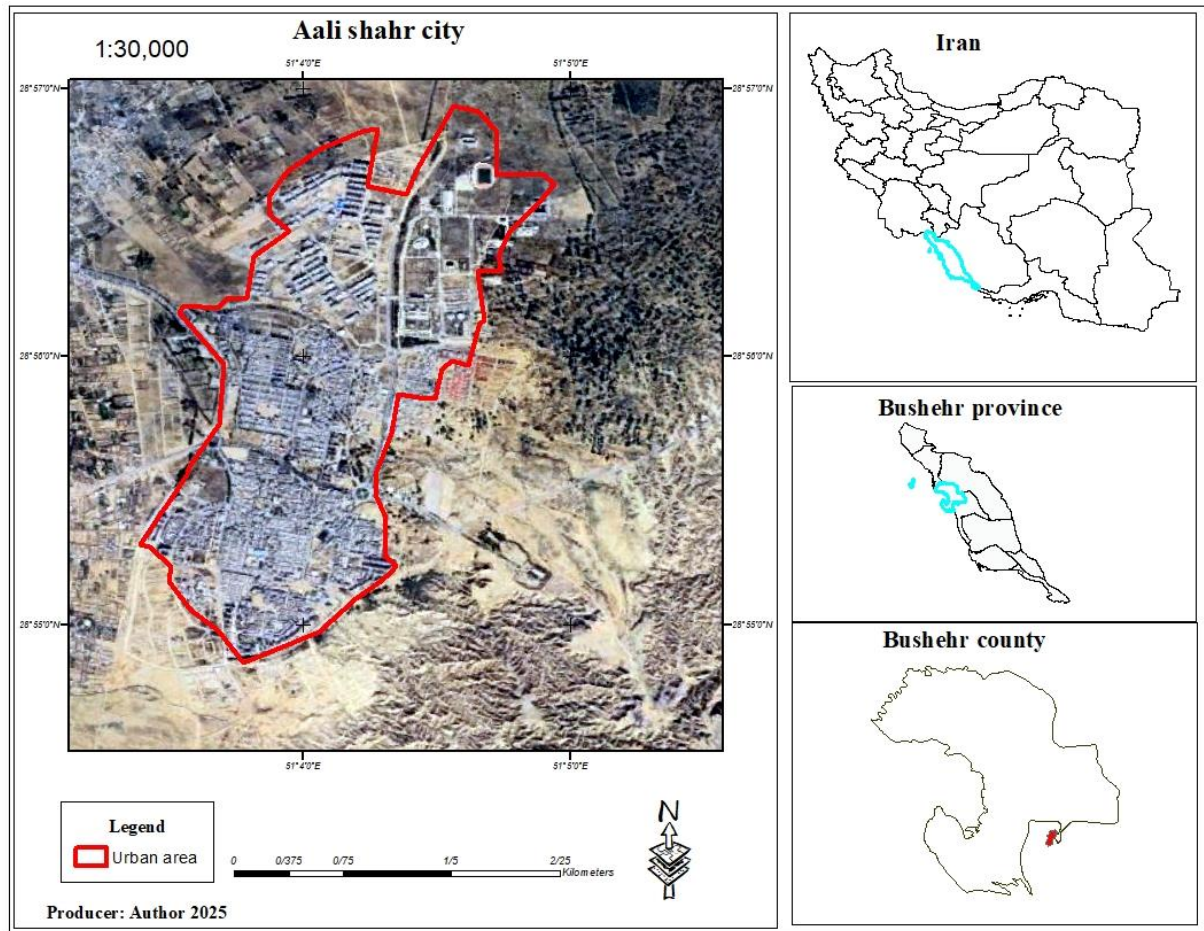 Aali shahr city
1:30,000
51°4'0"E
51°5'0"E
28°57'0"N
28°57'0"N
28°56'0"N
28°56'0"N
28°55'0"N
28°55'0"N
51°4'0"E
51°5'0"E
Legend
Urban area
0 0/375 0/75 1/5 2/25
Kilometers
N
Producer: Author 2025
Iran
Bushehr province
Bushehr county